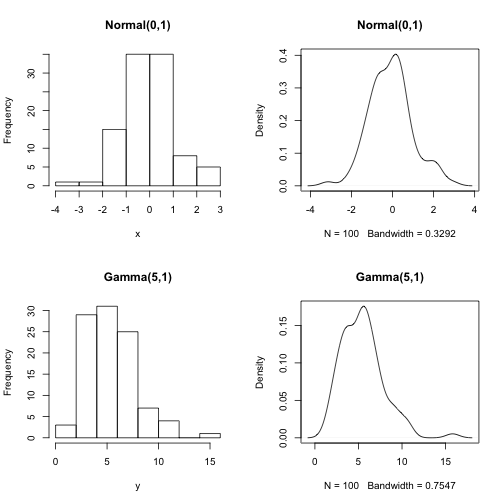 Normal(0,1)
Frequency
0 5 10 20 30
-4 -3 -2 -1 0 1 2 3
x
Normal(0,1)
Density
0.0 0.1 0.2 0.3 0.4
-4 -2 0 2 4
N = 100 Bandwidth = 0.3292
Gamma(5,1)
Frequency
0 5 10 15 20 25 30
0 5 10 15
y
Gamma(5,1)
Density
0.00 0.05 0.10 0.15
0 5 10 15
N = 100 Bandwidth = 0.7547